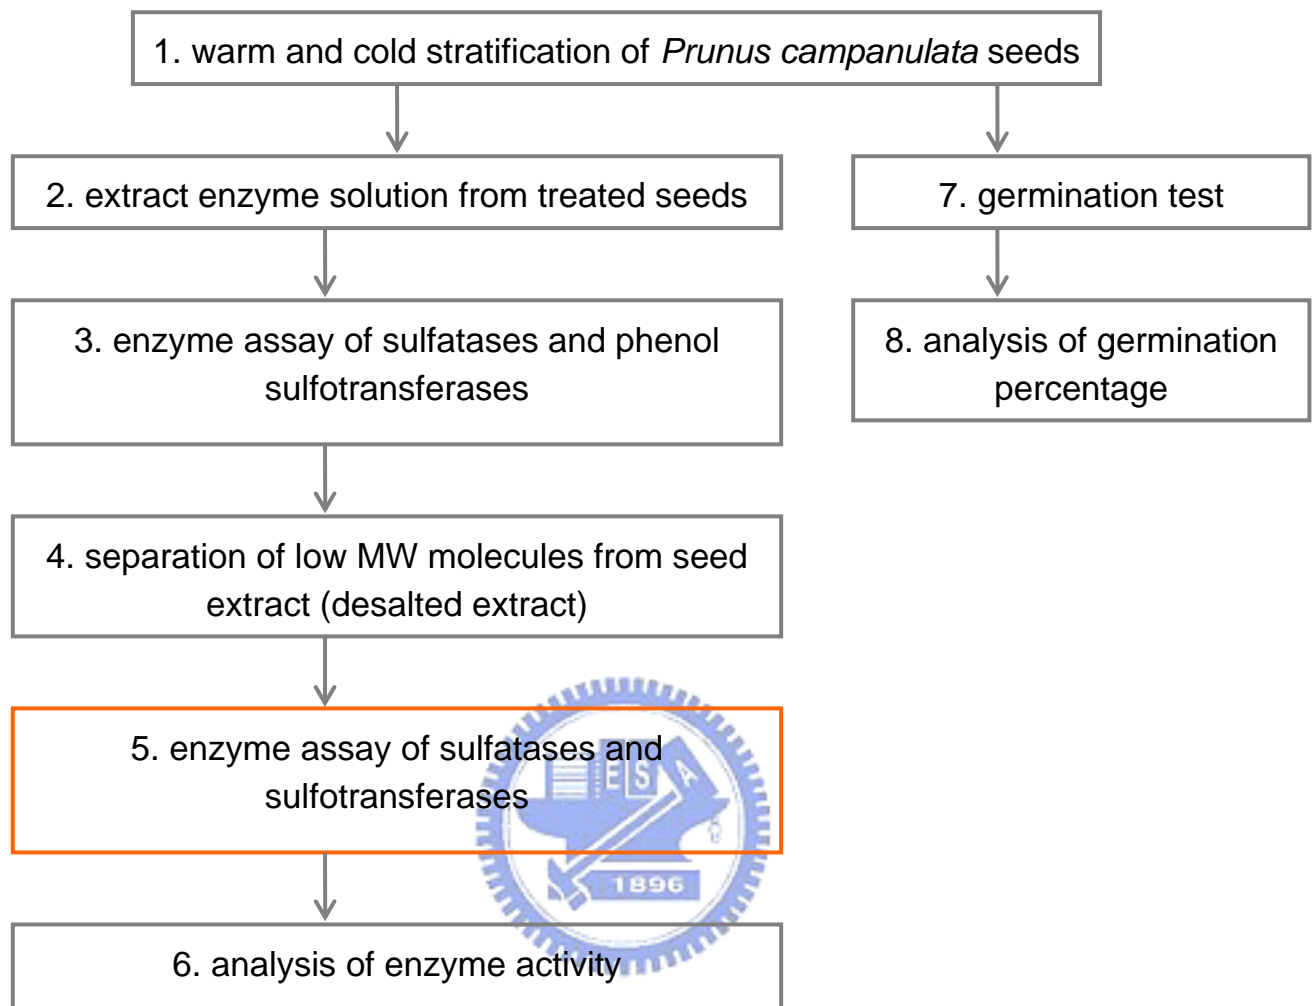 1. warm and cold stratification of Prunus campanulata seeds
2. extract enzyme solution from treated seeds
7. germination test
3. enzyme assay of sulfatases and phenol
sulfotransferases
8. analysis of germination
percentage
4. separation of low MW molecules from seed
extract (desalted extract)
5. enzyme assay of sulfatases and
sulfotransferases
E S A
1896
6. analysis of enzyme activity